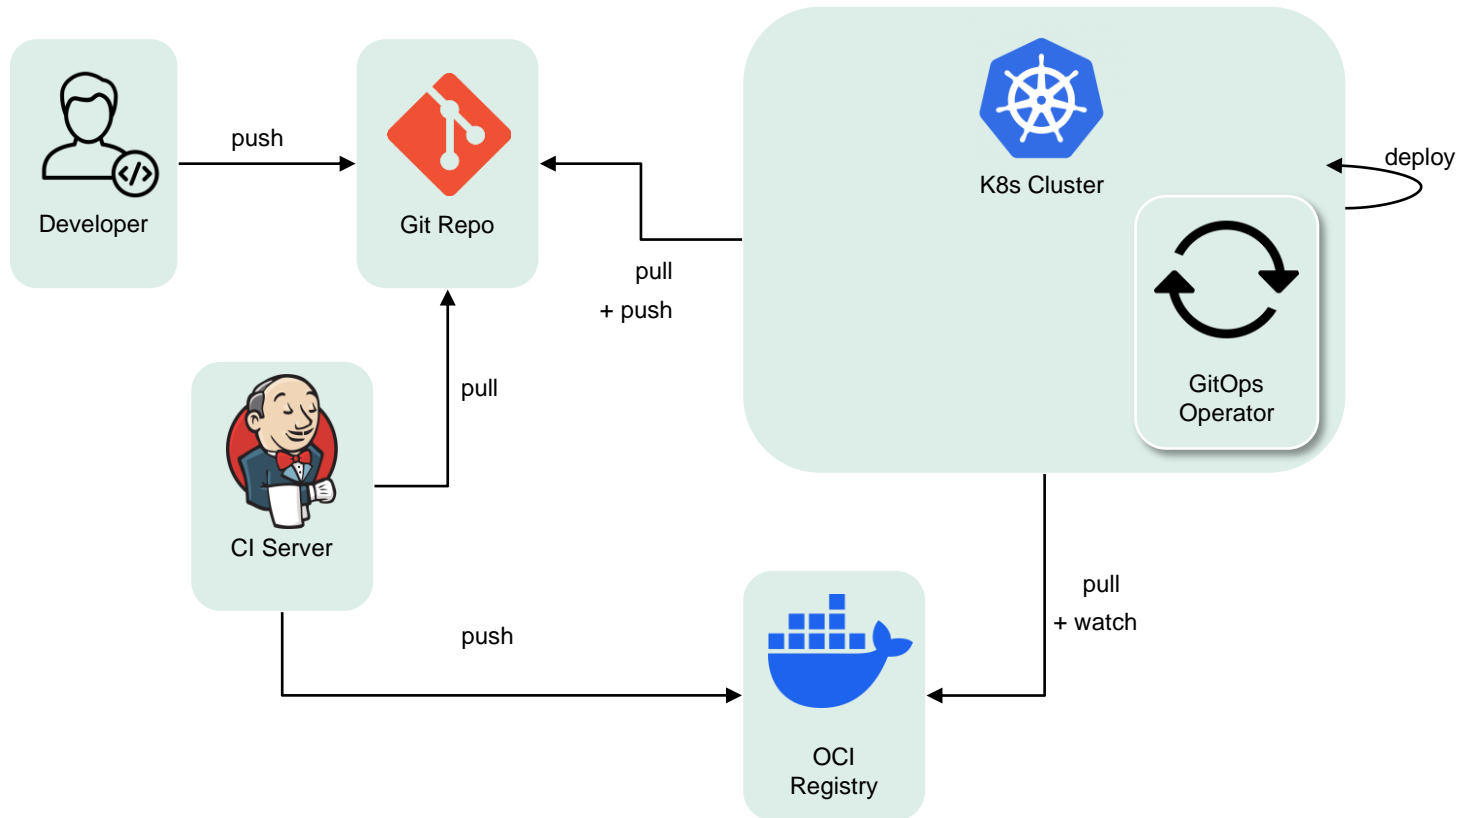 Developer
push
Git Repo
pull
+ push
K8s Cluster
deploy
GitOps
Operator
CI Server
pull
push
OCI
Registry
pull
+ watch
</>